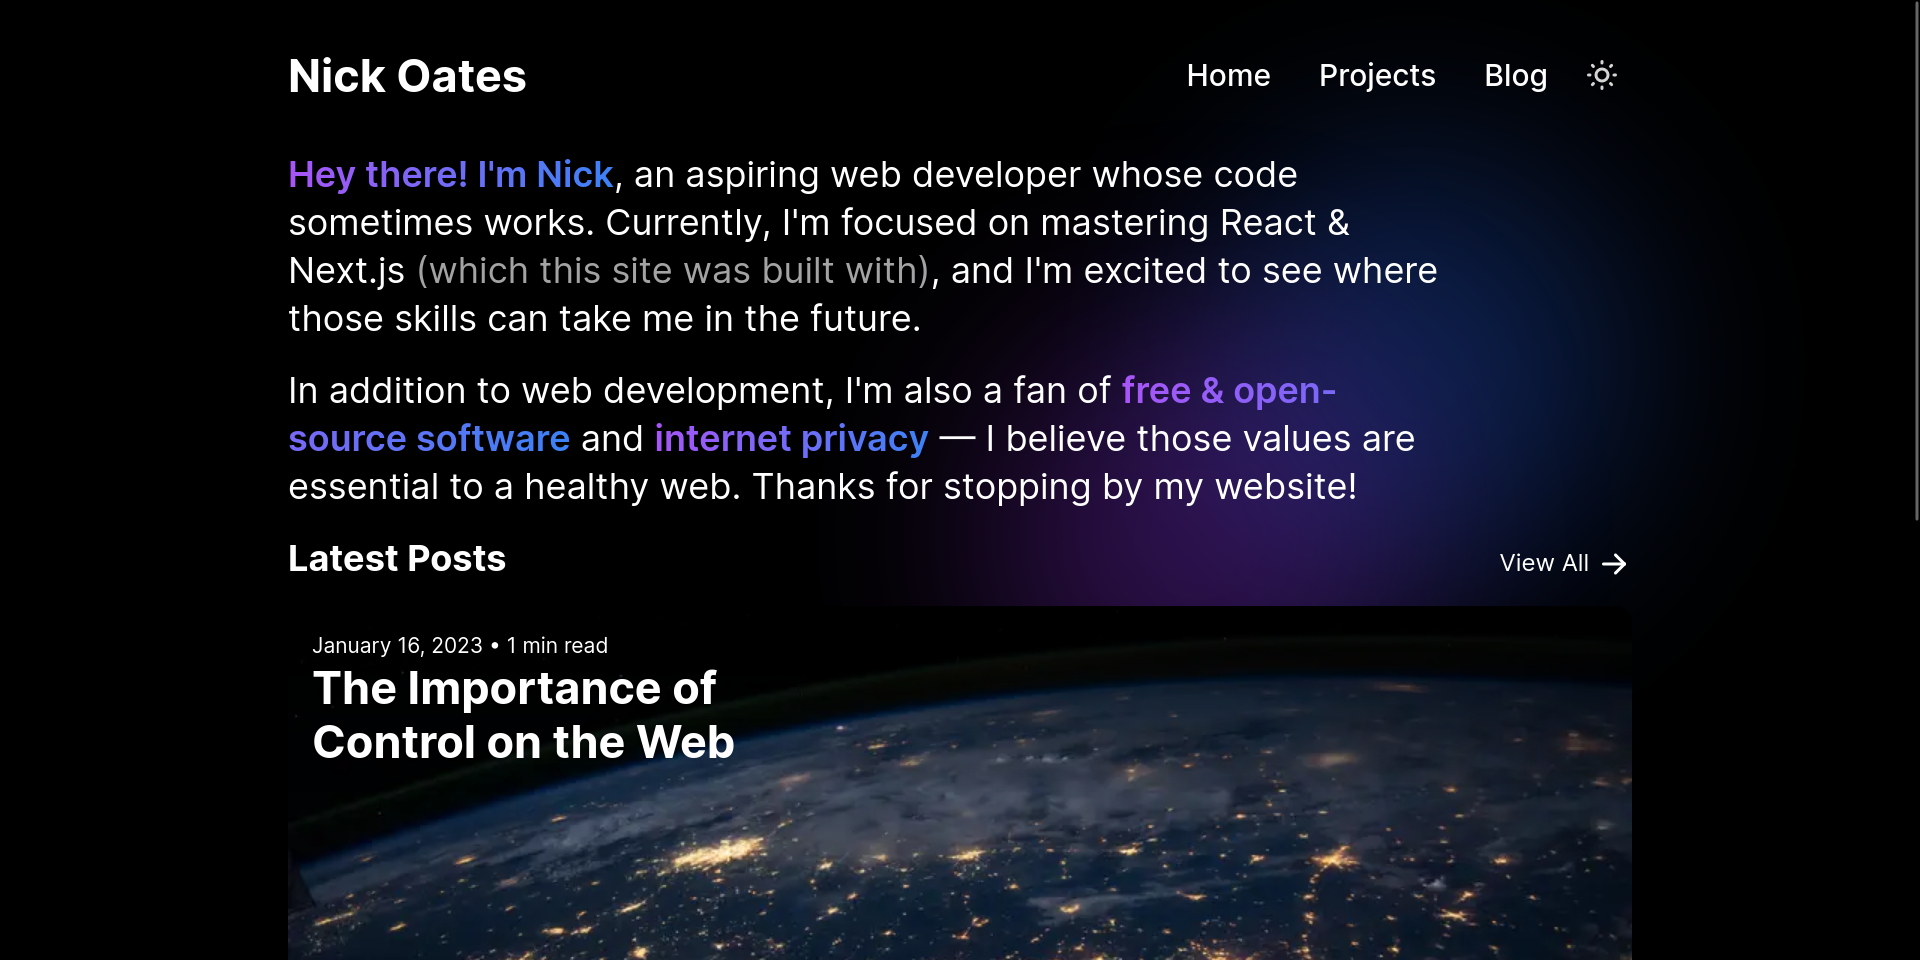 Nick Oates
Home Projects Blog
Hey there! I'm Nick, an aspiring web developer whose code
sometimes works. Currently, I'm focused on mastering React &
Next.js (which this site was built with), and I'm excited to see where
those skills can take me in the future.
In addition to web development, I'm also a fan of free & open-
source software and internet privacy — I believe those values are
essential to a healthy web. Thanks for stopping by my website!
Latest Posts
View All →
January 16, 2023 • 1 min read
The Importance of
Control on the Web